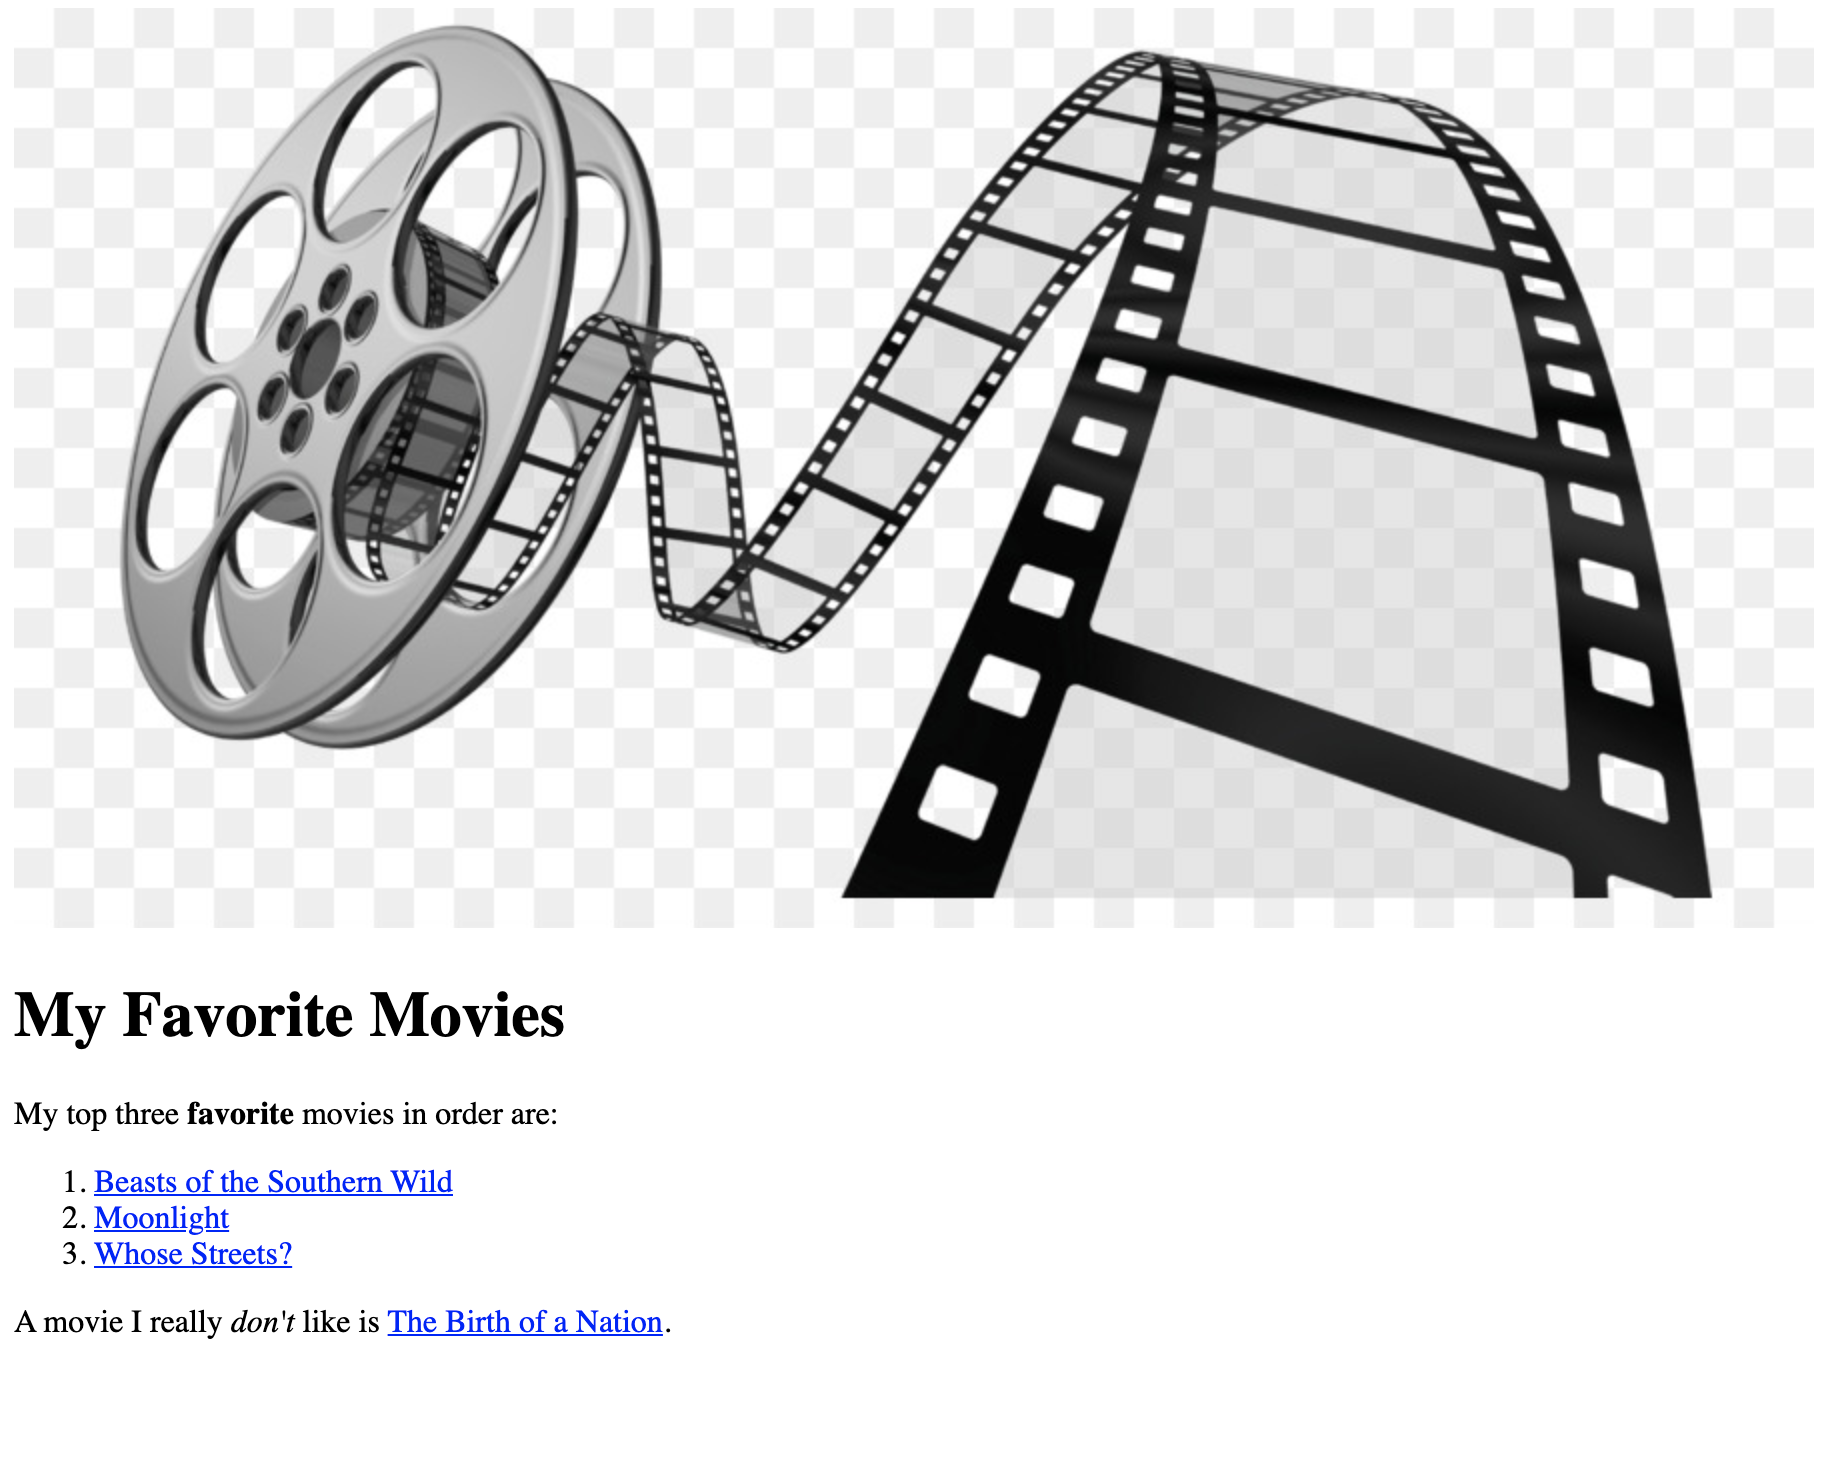 My Favorite Movies
My top three favorite movies in order are:
1. Beasts of the Southern Wild
2. Moonlight
3. Whose Streets?
A movie I really don't like is The Birth of a Nation.